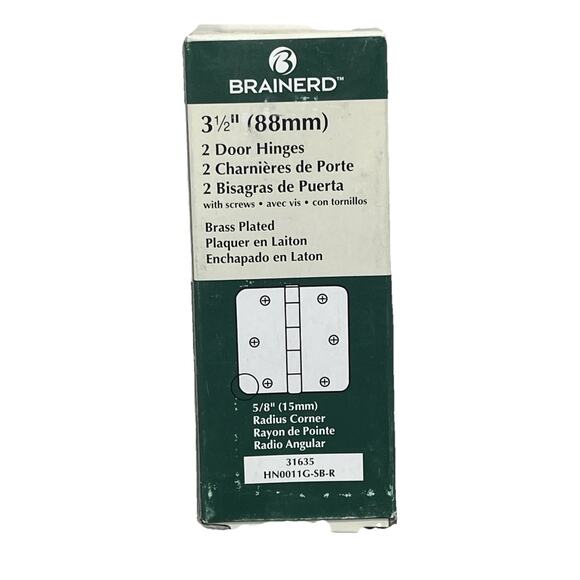 B
BRAINERD™
3½" (88mm)
2 Door Hinges
2 Charnières de Porte
2 Bisagras de Puerta
with screws • avec vis • con tornillos
Brass Plated
Plaquer en Laiton
Enchapado en Laton
5/8" (15mm)
Radius Corner
Rayon de Pointe
Radio Angular
31635
HN0011G-SB-R